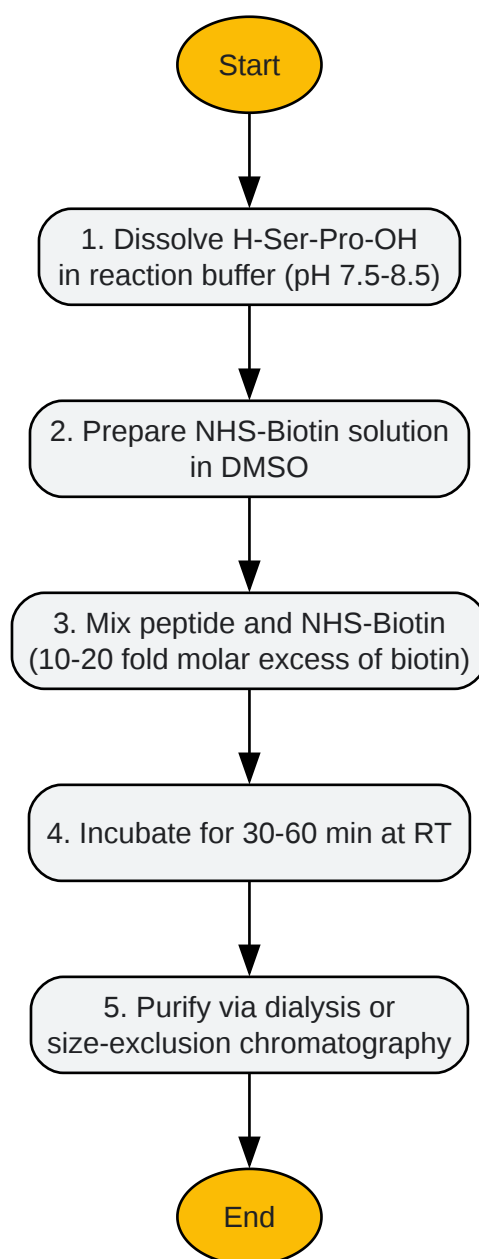 Start
1. Dissolve H-Ser-Pro-OH
in reaction buffer (pH 7.5-8.5)
2. Prepare NHS-Biotin solution
in DMSO
3. Mix peptide and NHS-Biotin
(10-20 fold molar excess of biotin)
4. Incubate for 30-60 min at RT
5. Purify via dialysis or
size-exclusion chromatography
End